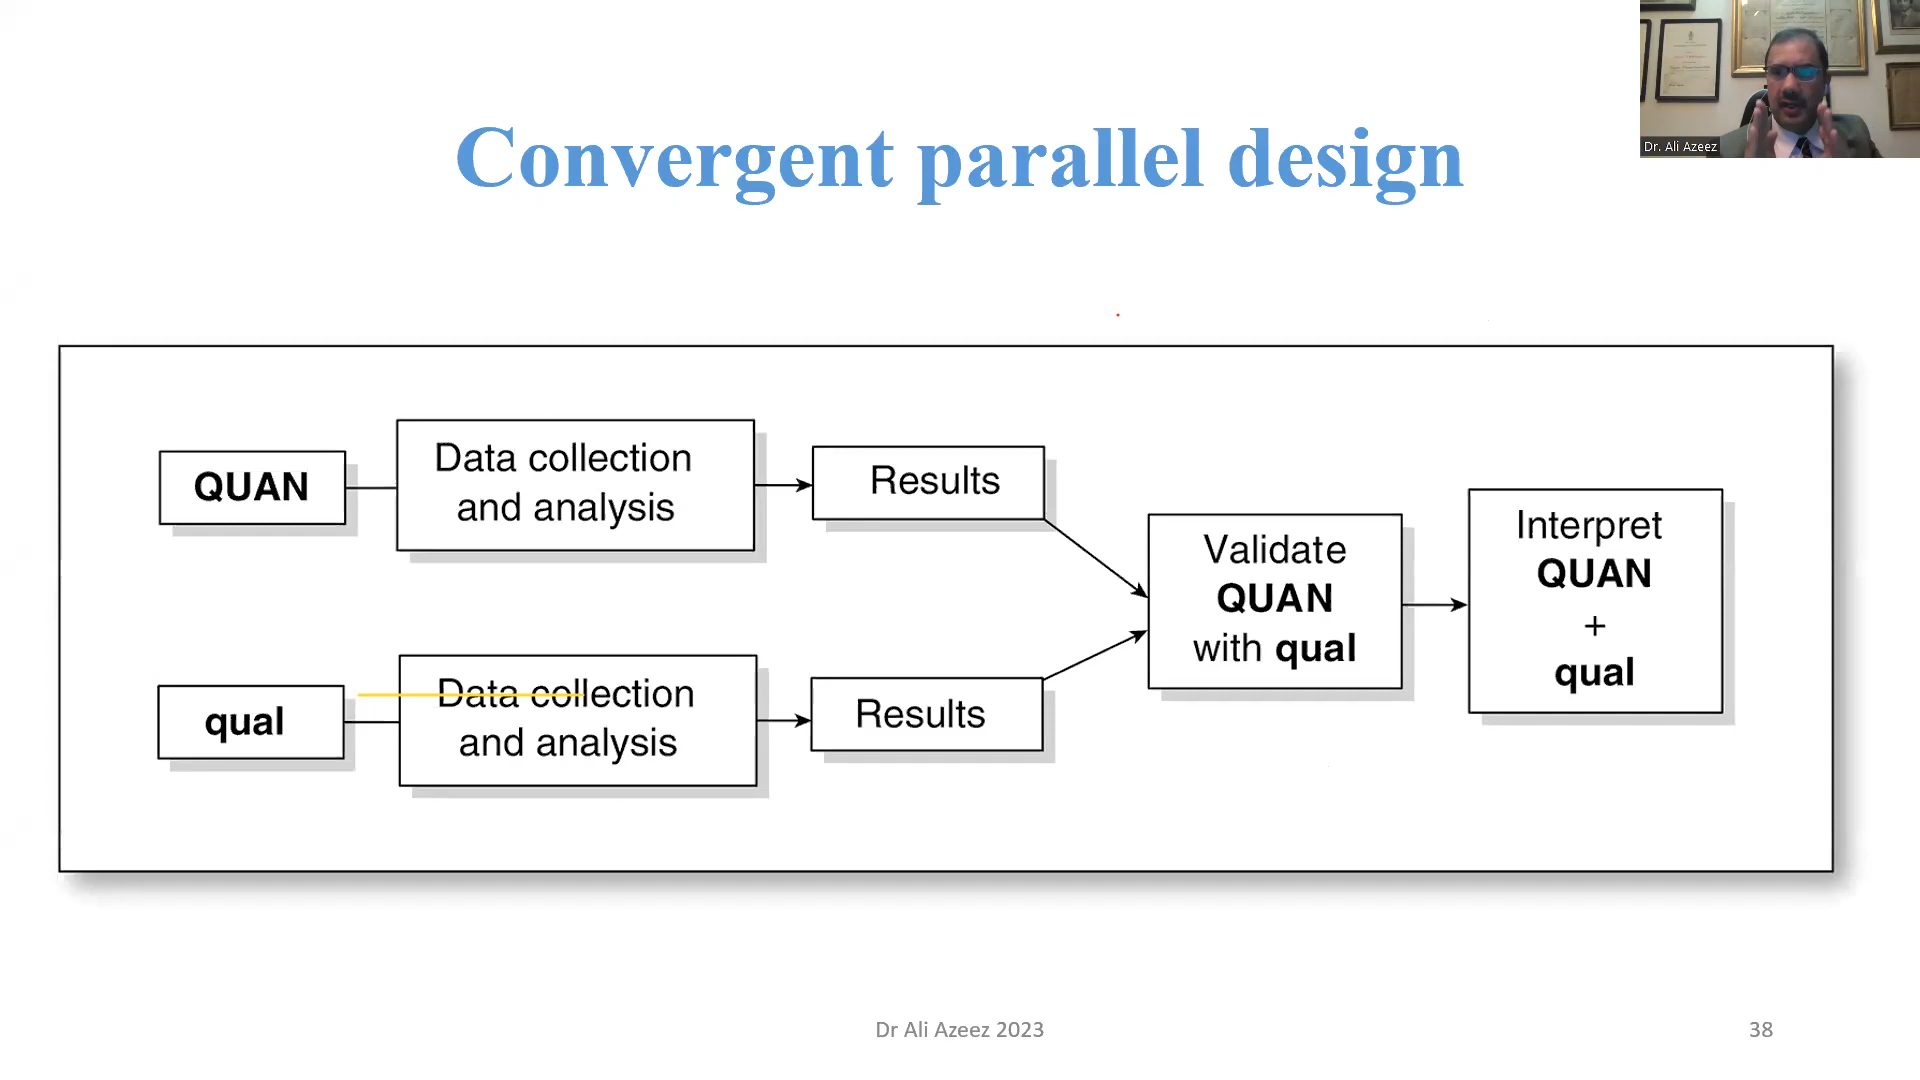 Dr. Ali Azeez
Convergent parallel design
QUAN
Data collection
and analysis
Results
qual
Data collection
and analysis
Results
Validate
QUAN
with qual
Interpret
QUAN
+
qual
Dr Ali Azeez 2023
38